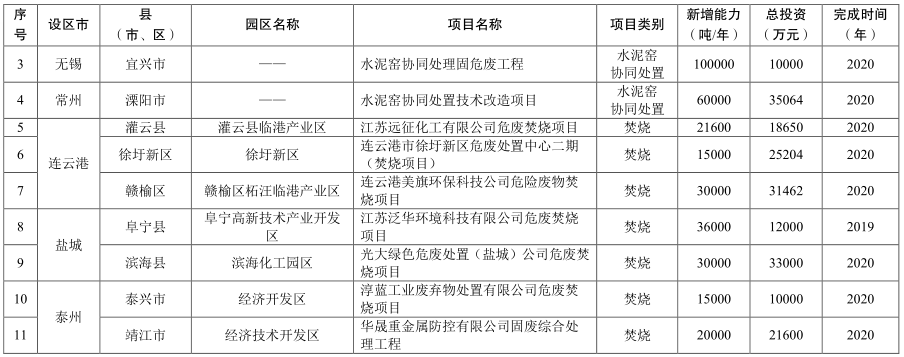 序号 设区市 县（市、区） 园区名称 项目名称 项目类别 新增能力（吨/年） 总投资（万元） 完成时间（年）
3 无锡 宜兴市 —— 水泥窑协同处理固危废工程 水泥窑协同处置 100000 10000 2020
4 常州 溧阳市 —— 水泥窑协同处置技术改造项目 水泥窑协同处置 60000 35064 2020
5 连云港 灌云县 灌云县临港产业区 江苏远征化工有限公司危废焚烧项目 焚烧 21600 18650 2020
6 徐圩新区 徐圩新区 连云港市徐圩新区危废处置中心二期（焚烧项目） 焚烧 15000 25204 2020
7 赣榆区 赣榆区柘汪临港产业区 连云港美旗环保科技公司危险废物焚烧项目 焚烧 30000 31462 2020
8 盐城 阜宁县 阜宁高新技术产业开发区 江苏泛华环境科技有限公司危废焚烧项目 焚烧 36000 12000 2019
9 滨海县 滨海化工园区 光大绿色危废处置（盐城）公司危废焚烧项目 焚烧 30000 33000 2020
10 泰州 泰兴市 经济开发区 淳蓝工业废弃物处置有限公司危废焚烧项目 焚烧 15000 10000 2020
11 靖江市 经济技术开发区 华晟重金属防控有限公司固废综合处理工程 焚烧 20000 21600 2020